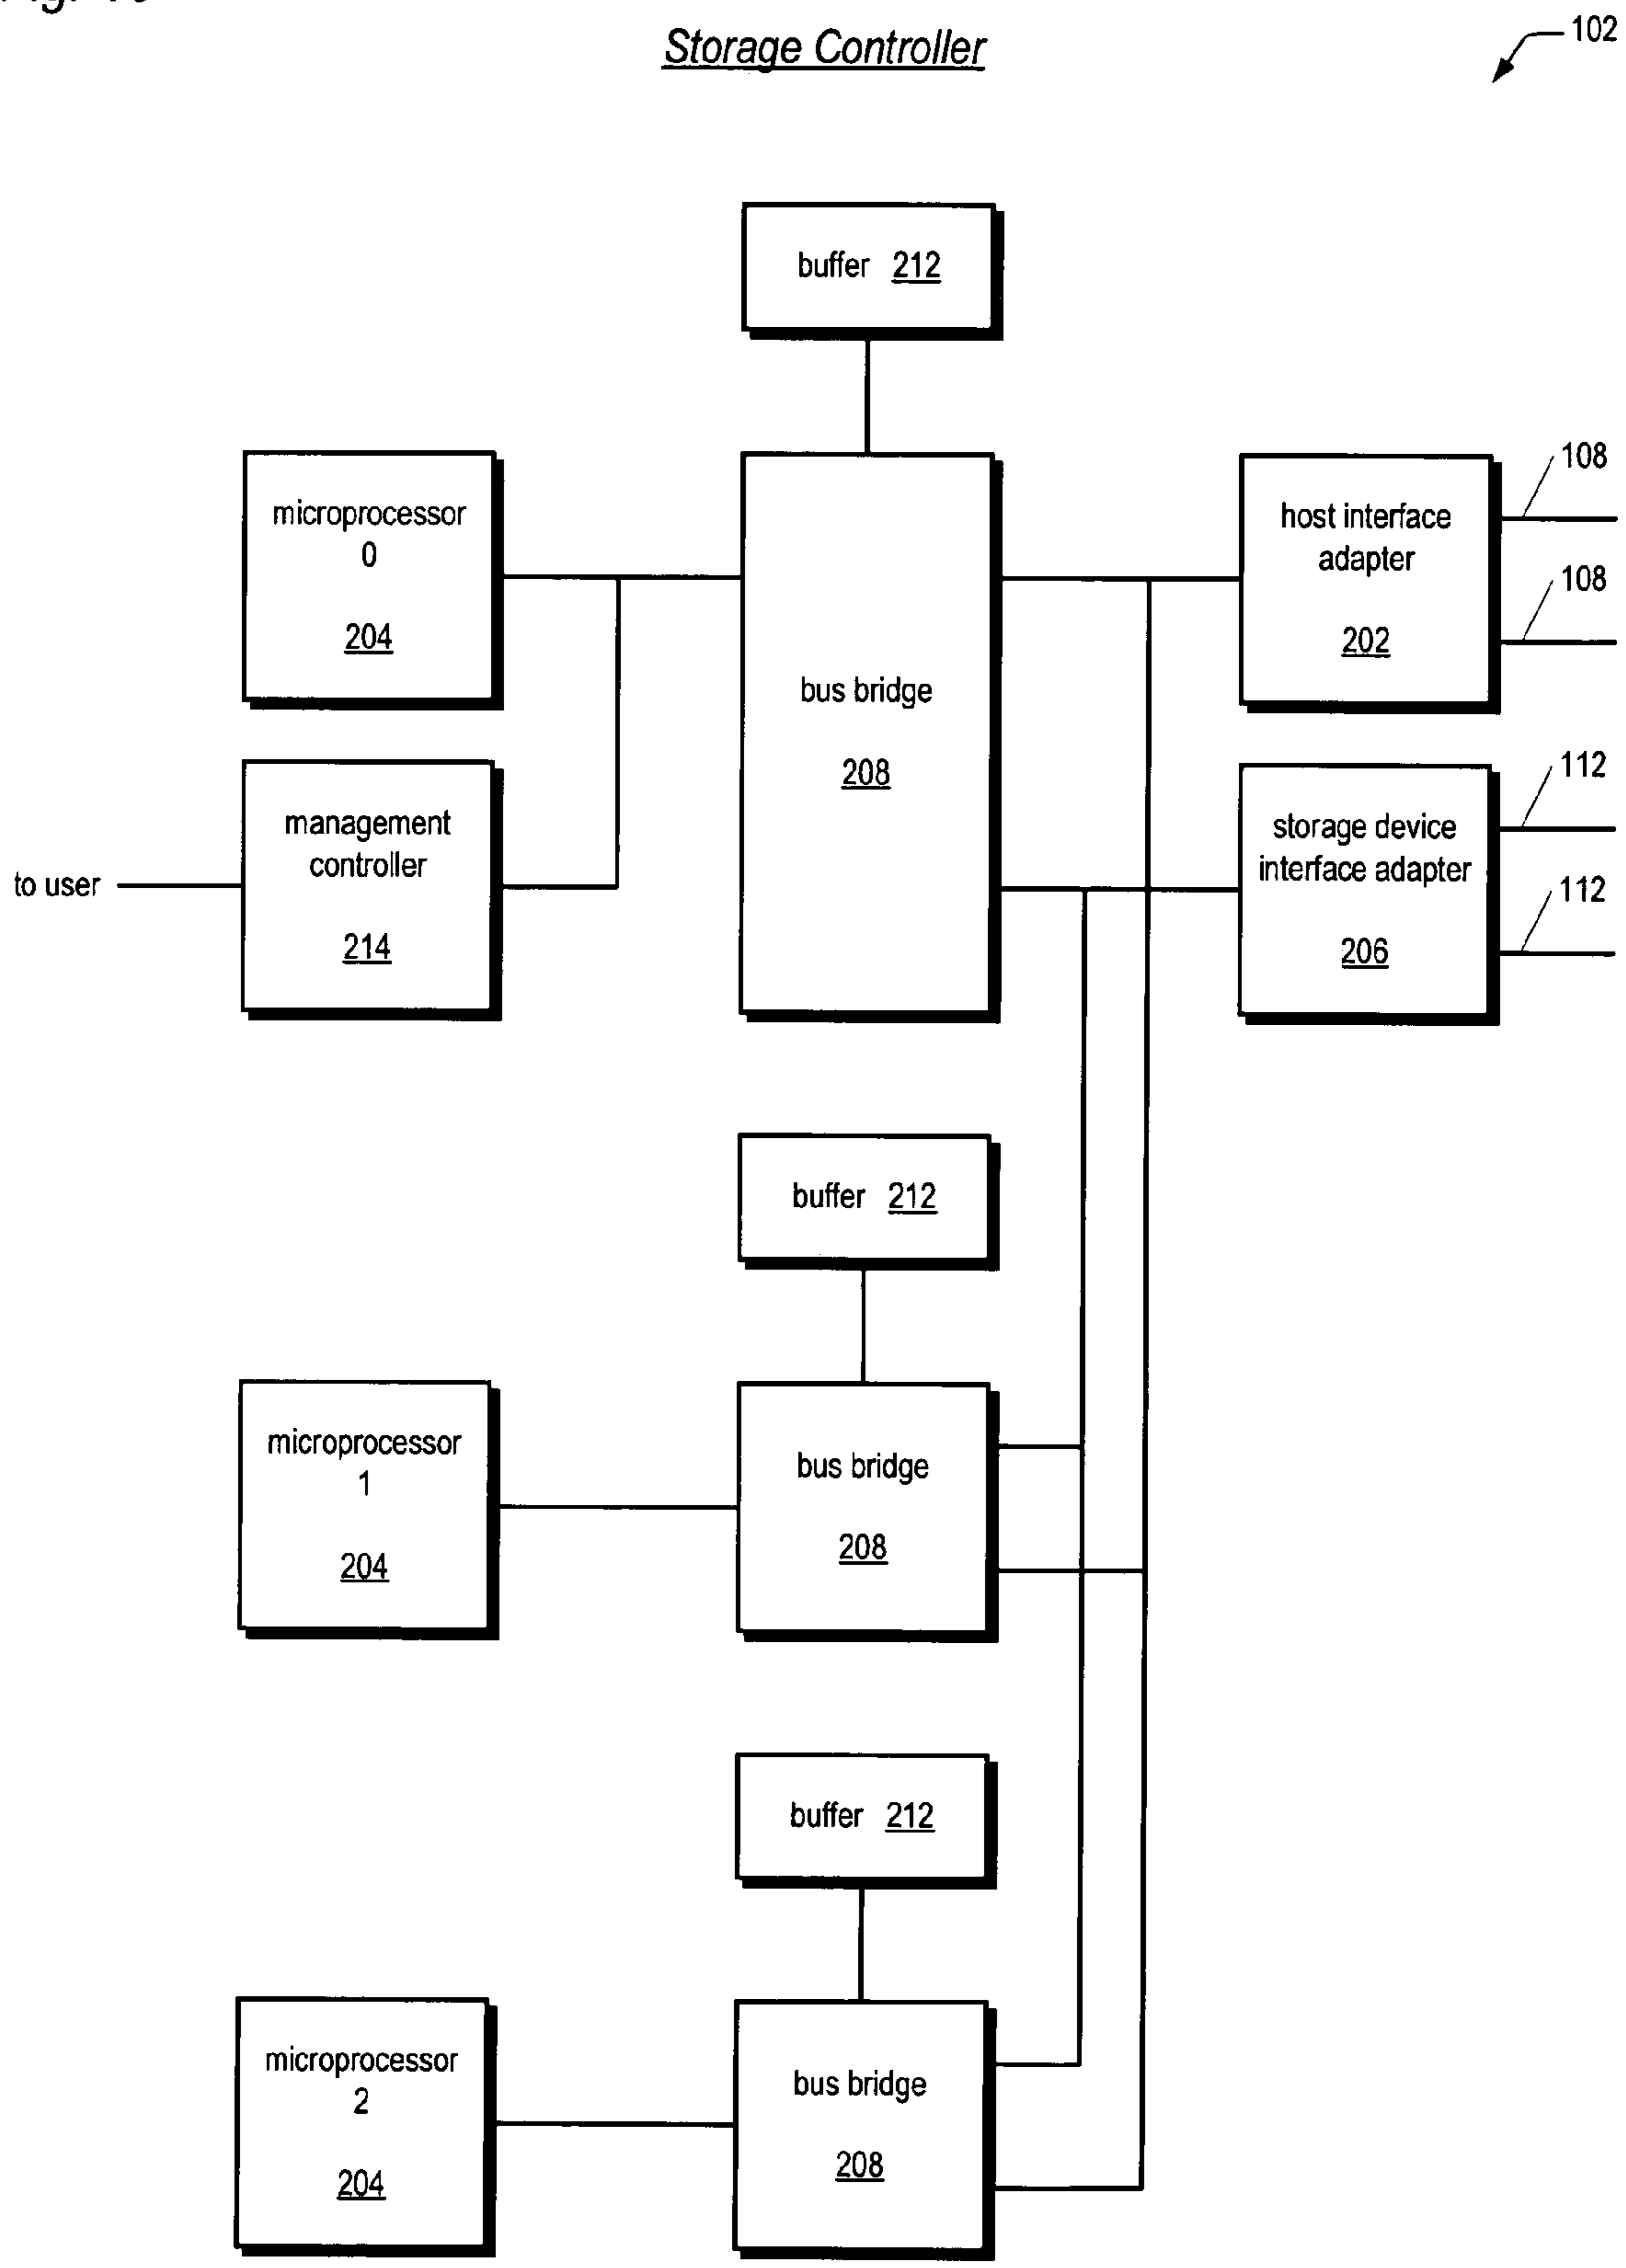 Storage Controller
102
buffer 212
microprocessor
0
204
bus bridge
208
host interface
adapter
202
108
108
management
controller
214
to user
storage device
interface adapter
206
112
112
buffer 212
microprocessor
1
204
bus bridge
208
buffer 212
microprocessor
2
204
bus bridge
208